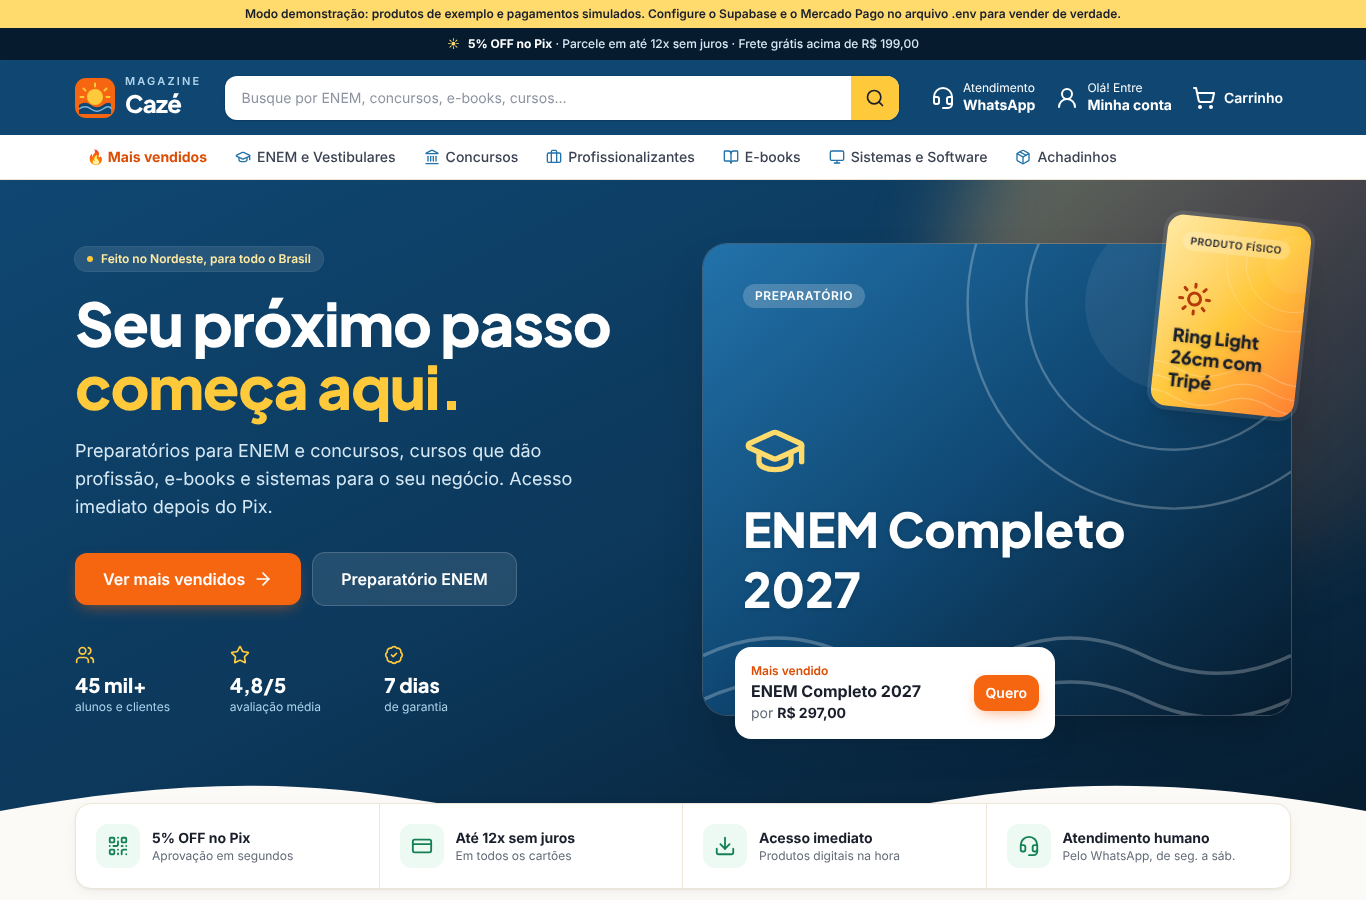 Modo demonstração: produtos de exemplo e pagamentos simulados. Configure o Supabase e o Mercado Pago no arquivo .env para vender de verdade.
5% OFF no Pix · Parcele em até 12x sem juros · Frete grátis acima de R$ 199,00
MAGAZINE
Cazé
Busque por ENEM, concursos, e-books, cursos...
Atendimento
WhatsApp
Olá! Entre
Minha conta
Carrinho
Mais vendidos
ENEM e Vestibulares
Concursos
Profissionalizantes
E-books
Sistemas e Software
Achadinhos
Feito no Nordeste, para todo o Brasil
Seu próximo passo
começa aqui.
Preparatórios para ENEM e concursos, cursos que dão
profissão, e-books e sistemas para o seu negócio. Acesso
imediato depois do Pix.
Ver mais vendidos
Preparatório ENEM
45 mil+
alunos e clientes
4,8/5
avaliação média
7 dias
de garantia
PREPARATÓRIO
ENEM Completo
2027
PRODUTO FÍSICO
Ring Light
26cm com
Tripé
Mais vendido
ENEM Completo 2027
por R$ 297,00
Quero
5% OFF no Pix
Aprovação em segundos
Até 12x sem juros
Em todos os cartões
Acesso imediato
Produtos digitais na hora
Atendimento humano
Pelo WhatsApp, de seg. a sáb.